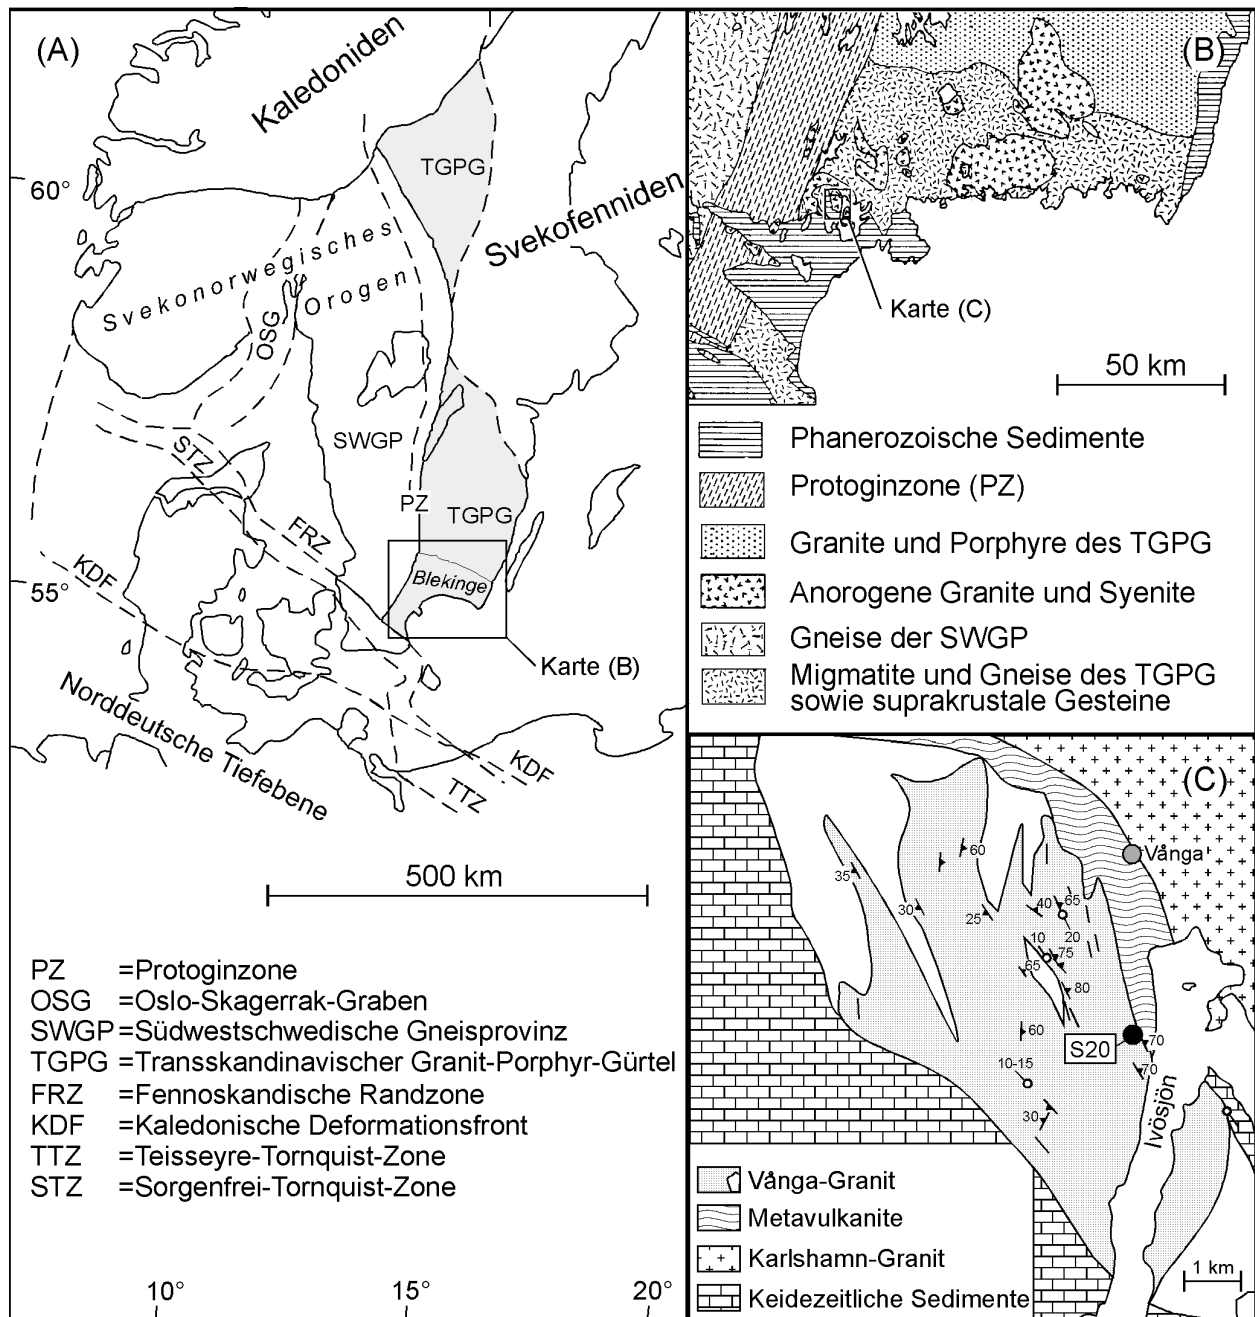 (A)
Kaledoniden
TGPG
60°
Svekofenniden
Svekonorwegisches
Orogen
OSG
SWGP
STZ
PZ
TGPG
FRZ
KDF
Blekinge
55°
Karte (B)
Norddeutsche Tiefebene
KDF
TTZ
500 km
PZ =Protoginzone
OSG =Oslo-Skagerrak-Graben
SWGP =Südwestschwedische Gneisprovinz
TGPG =Transskandinavischer Granit-Porphyr-Gürtel
FRZ =Fennoskandische Randzone
KDF =Kaledonische Deformationsfront
TTZ =Teisseyre-Tornquist-Zone
STZ =Sorgenfrei-Tornquist-Zone
10° 15° 20°
(B)
Karte (C)
50 km
Phanerozoische Sedimente
Protoginzone (PZ)
Granite und Porphyre des TGPG
Anorogene Granite und Syenite
Gneise der SWGP
Migmatite und Gneise des TGPG
sowie suprakrustale Gesteine
(C)
Vånga
60
35
30
25
40
65
10
20
75
65
80
60
S20
70
70
10-15
30
Ivösjön
Vånga-Granit
Metavulkanite
Karlshamn-Granit
Keidezeitliche Sedimente
1 km